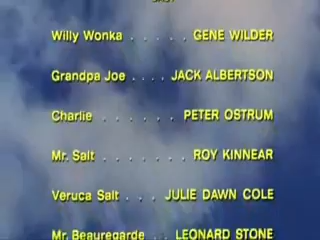 Willy Wonka . . . . . GENE WILDER
Grandpa Joe . . . . JACK ALBERTSON
Charlie . . . . . . PETER OSTRUM
Mr. Salt . . . . . . . ROY KINNEAR
Veruca Salt . . . JULIE DAWN COLE
Mr. Beauregarde . . LEONARD STONE